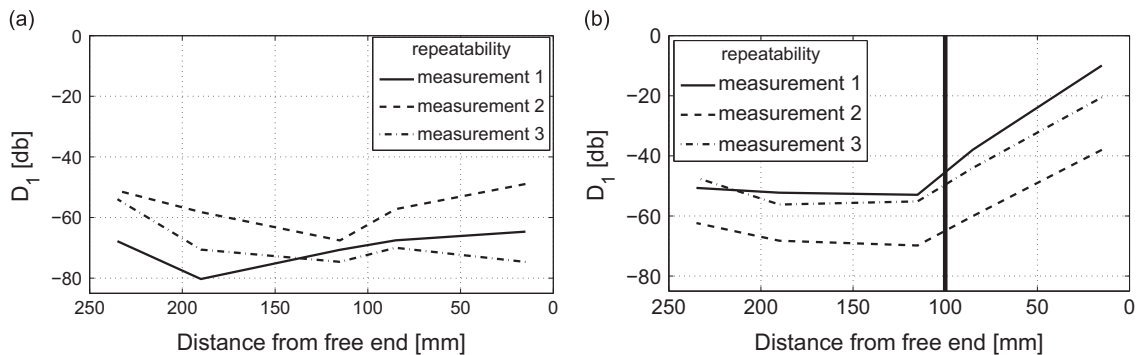 (a)
0
−20
−40
−60
−80
D1 [db]
repeatability
measurement 1
measurement 2
measurement 3
250 200 150 100 50 0
Distance from free end [mm]
(b)
0
−20
−40
−60
−80
D1 [db]
repeatability
measurement 1
measurement 2
measurement 3
250 200 150 100 50 0
Distance from free end [mm]